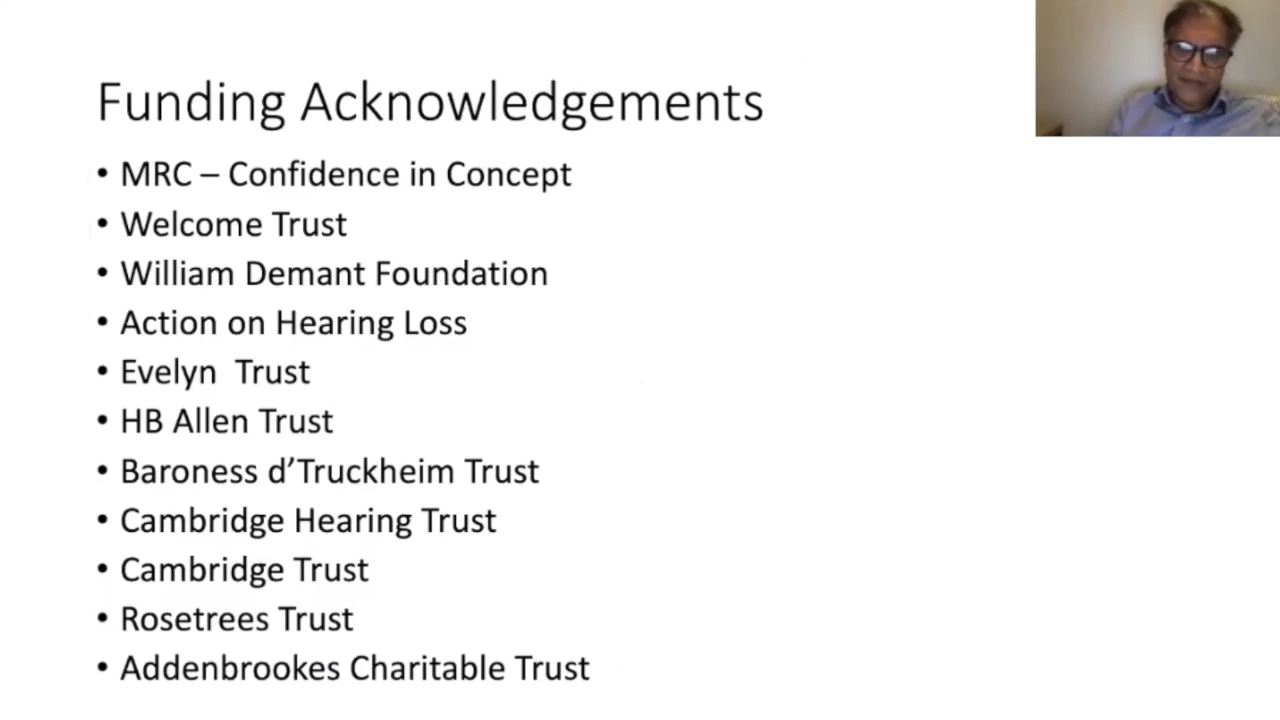 Funding Acknowledgements
• MRC – Confidence in Concept
• Welcome Trust
• William Demant Foundation
• Action on Hearing Loss
• Evelyn  Trust
• HB Allen Trust
• Baroness d’Truckheim Trust
• Cambridge Hearing Trust
• Cambridge Trust
• Rosetrees Trust
• Addenbrookes Charitable Trust